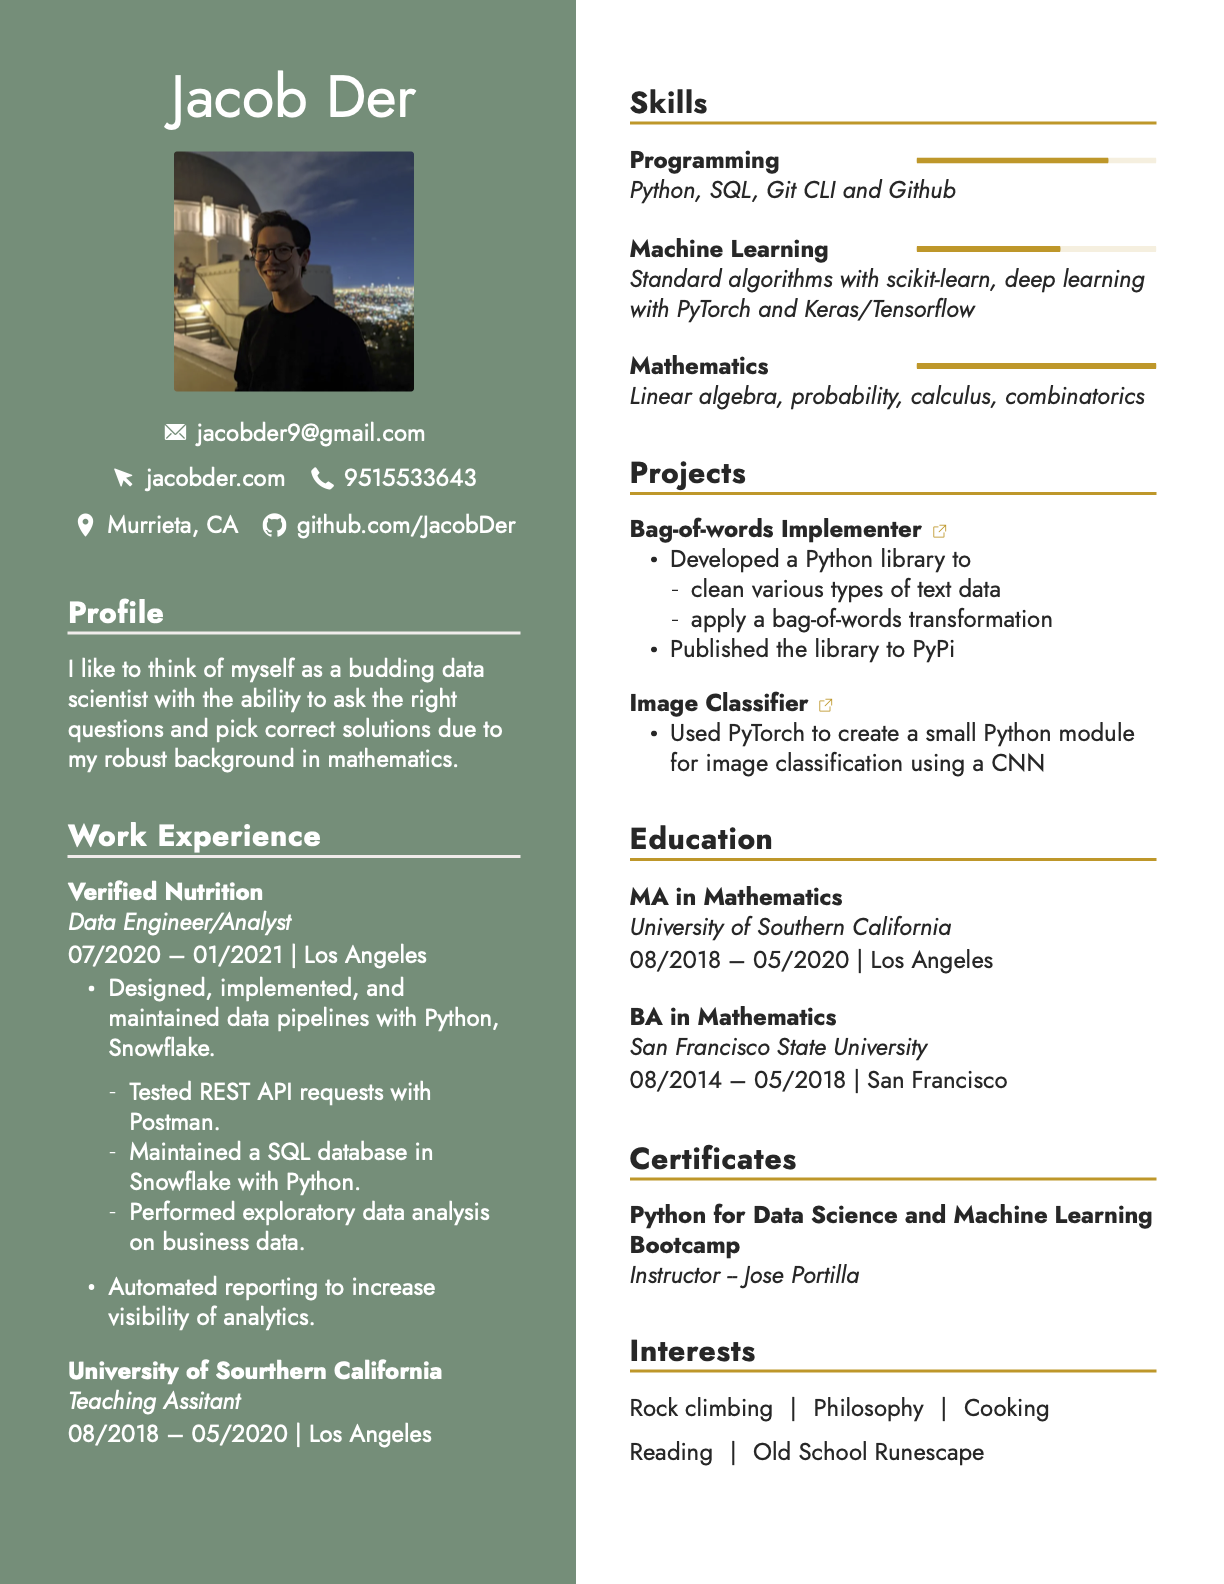 Jacob Der
jacobder9@gmail.com
jacobder.com 9515533643
Murrieta, CA github.com/JacobDer
Profile
I like to think of myself as a budding data
scientist with the ability to ask the right
questions and pick correct solutions due to
my robust background in mathematics.
Work Experience
Verified Nutrition
Data Engineer/Analyst
07/2020 – 01/2021 | Los Angeles
• Designed, implemented, and
maintained data pipelines with Python,
Snowflake.
- Tested REST API requests with
Postman.
- Maintained a SQL database in
Snowflake with Python.
- Performed exploratory data analysis
on business data.
• Automated reporting to increase
visibility of analytics.
University of Sourthern California
Teaching Assitant
08/2018 – 05/2020 | Los Angeles
Skills
Programming
Python, SQL, Git CLI and Github
Machine Learning
Standard algorithms with scikit-learn, deep learning
with PyTorch and Keras/Tensorflow
Mathematics
Linear algebra, probability, calculus, combinatorics
Projects
Bag-of-words Implementer
• Developed a Python library to
- clean various types of text data
- apply a bag-of-words transformation
• Published the library to PyPi
Image Classifier
• Used PyTorch to create a small Python module
for image classification using a CNN
Education
MA in Mathematics
University of Southern California
08/2018 – 05/2020 | Los Angeles
BA in Mathematics
San Francisco State University
08/2014 – 05/2018 | San Francisco
Certificates
Python for Data Science and Machine Learning
Bootcamp
Instructor – Jose Portilla
Interests
Rock climbing | Philosophy | Cooking
Reading | Old School Runescape